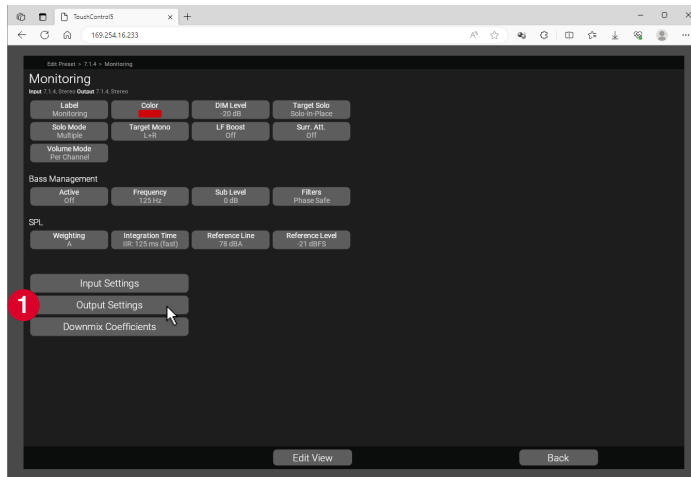 TouchControl5
169.254.16.233
Edit Preset > 7.1.4 > Monitoring
Monitoring
Input 7.1.4, Stereo Output 7.1.4, Stereo
Label Color DIM Level Target Solo
Monitoring -20 dB Solo-In-Place
Solo Mode Target Mono LF Boost Surr. Att.
Multiple L+R Off Off
Volume Mode
Per Channel
Bass Management
Active Frequency Sub Level Filters
Off 125 Hz 0 dB Phase Safe
SPL
Weighting Integration Time Reference Line Reference Level
A IIR: 125 ms (fast) 78 dBA -21 dBFS
Input Settings
1 Output Settings
Downmix Coefficients
Edit View Back